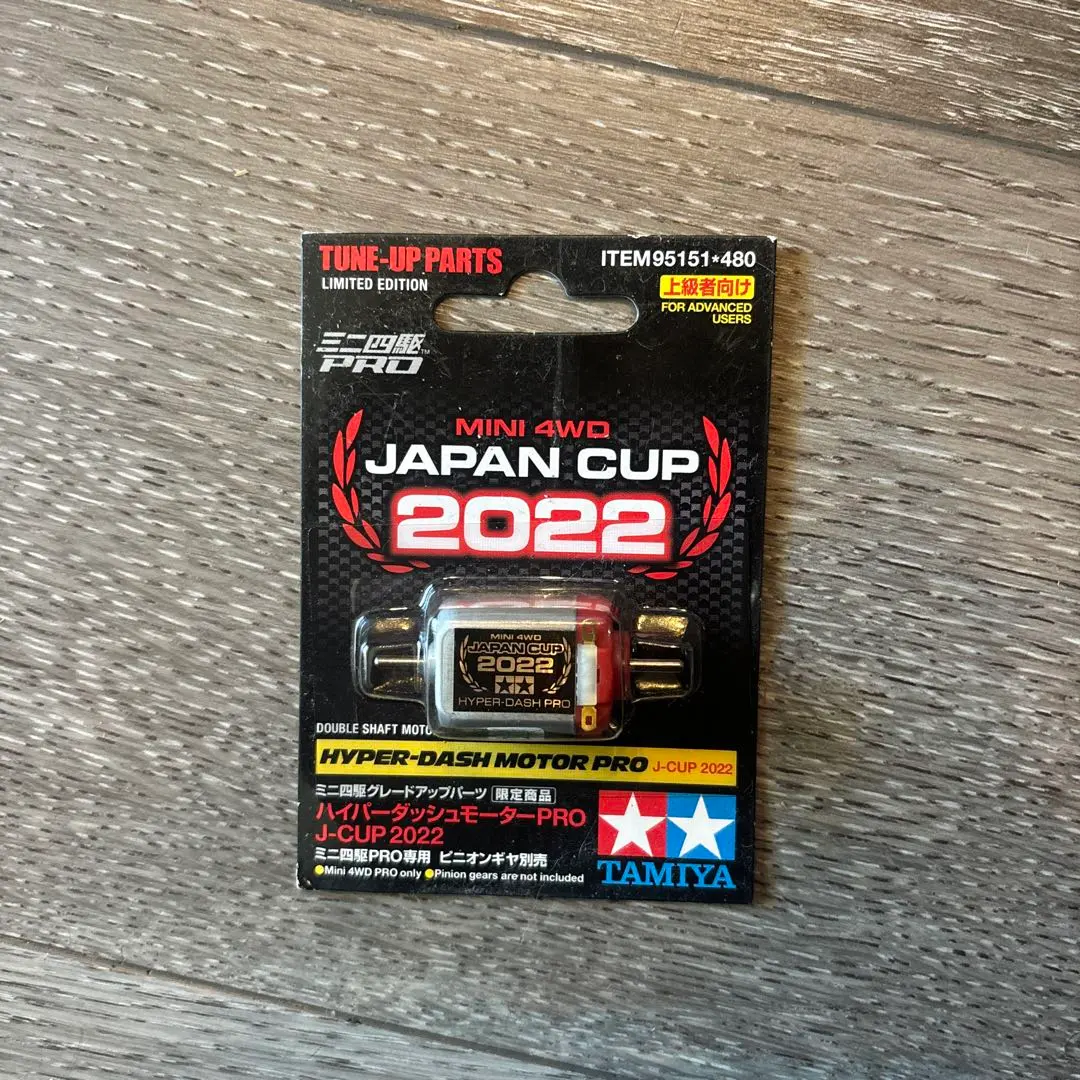 TUNE-UP PARTS
LIMITED EDITION
ITEM95151*480
上級者向け
FOR ADVANCED
USERS
ミニ四駆™
PRO
MINI 4WD
JAPAN CUP
2022
MINI 4WD
JAPAN CUP
2022
HYPER-DASH PRO
DOUBLE SHAFT
HYPER-DASH MOTOR PRO J-CUP 2022
ミニ四駆グレードアップパーツ 限定商品
ハイパーダッシュモーターPRO
J-CUP 2022
ミニ四駆PRO専用 ピニオンギヤ別売
●Mini 4WD PRO only ●Pinion gears are not included
TAMIYA